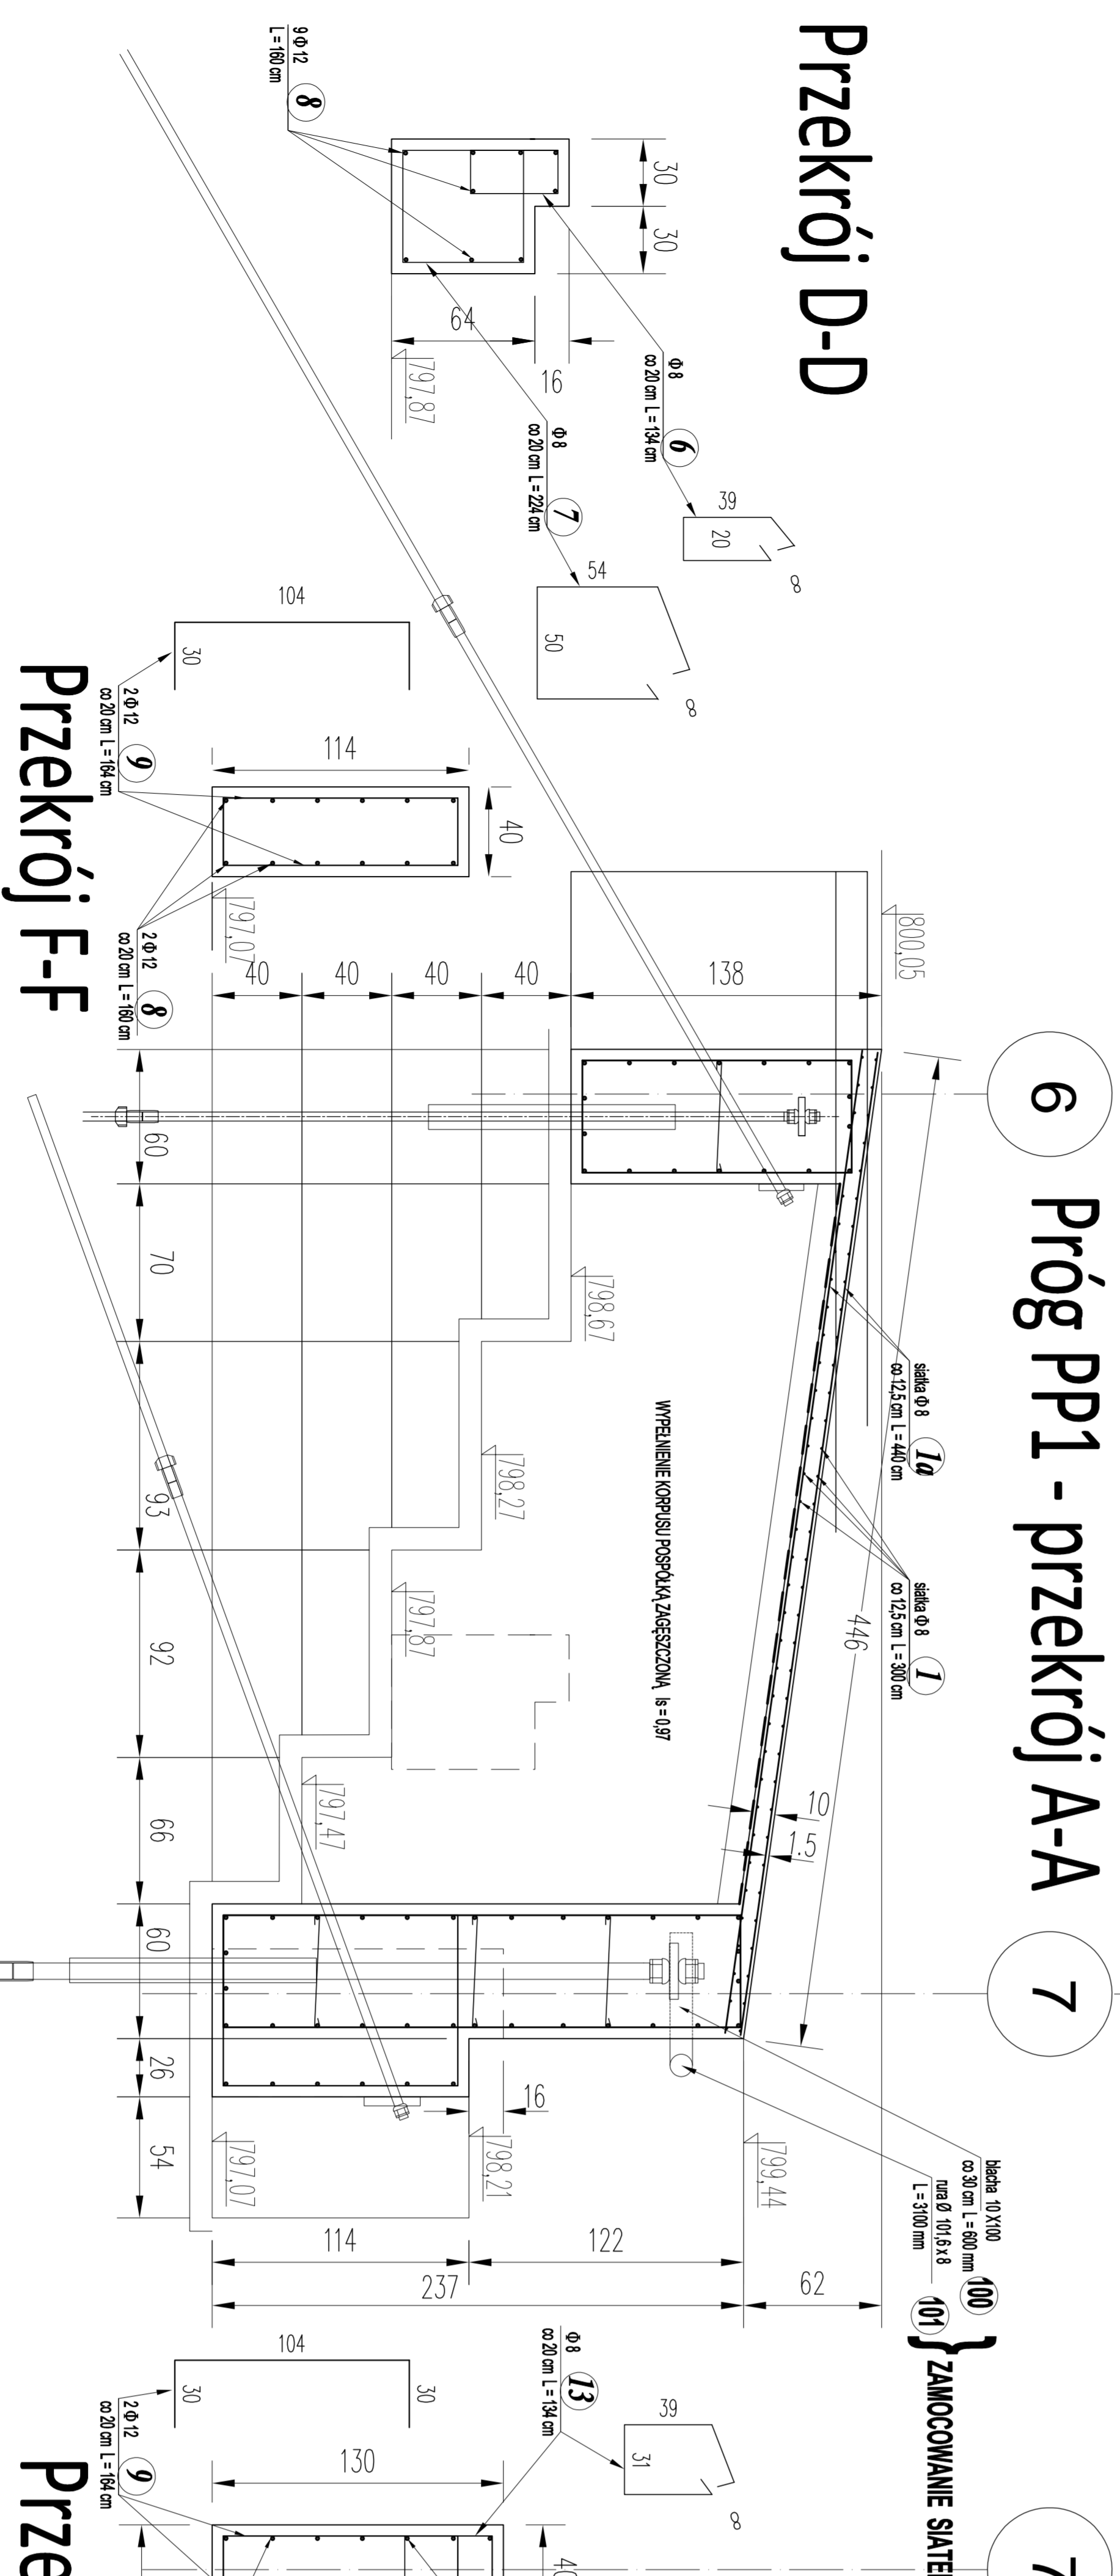 Przekrój D-D
30
30
64
16
797,87
9 Φ 12
L = 160 cm
8
Φ 8
co 20 cm L = 134 cm
6
39
20
8
Φ 8
co 20 cm L = 224 cm
7
54
50
8
Przekrój F-F
104
30
2 Φ 12
co 20 cm L = 164 cm
9
114
40
797,07
2 Φ 12
co 20 cm L = 160 cm
8
6
Próg PP1 - przekrój A-A
7
7
800,05
138
40
40
40
40
446
siatka Φ 8
co 12,5 cm L = 440 cm
1a
siatka Φ 8
co 12,5 cm L = 300 cm
1
10
1.5
WYPEŁNIENIE KORPUSU POSPÓŁKĄ ZAGĘSZCZONĄ Is = 0,97
798,67
798,27
797,87
797,47
60
70
93
92
66
60
26
54
16
797,07
798,21
799,44
114
122
237
62
blacha 10 X100
co 30 cm L = 600 mm
100
rura Ø 101,6 x 8
L = 3100 mm
101
} ZAMOCOWANIE SIATE
Φ 8
co 20 cm L = 134 cm
13
39
31
8
104
30
30
2 Φ 12
co 20 cm L = 164 cm
9
130
40
Prze